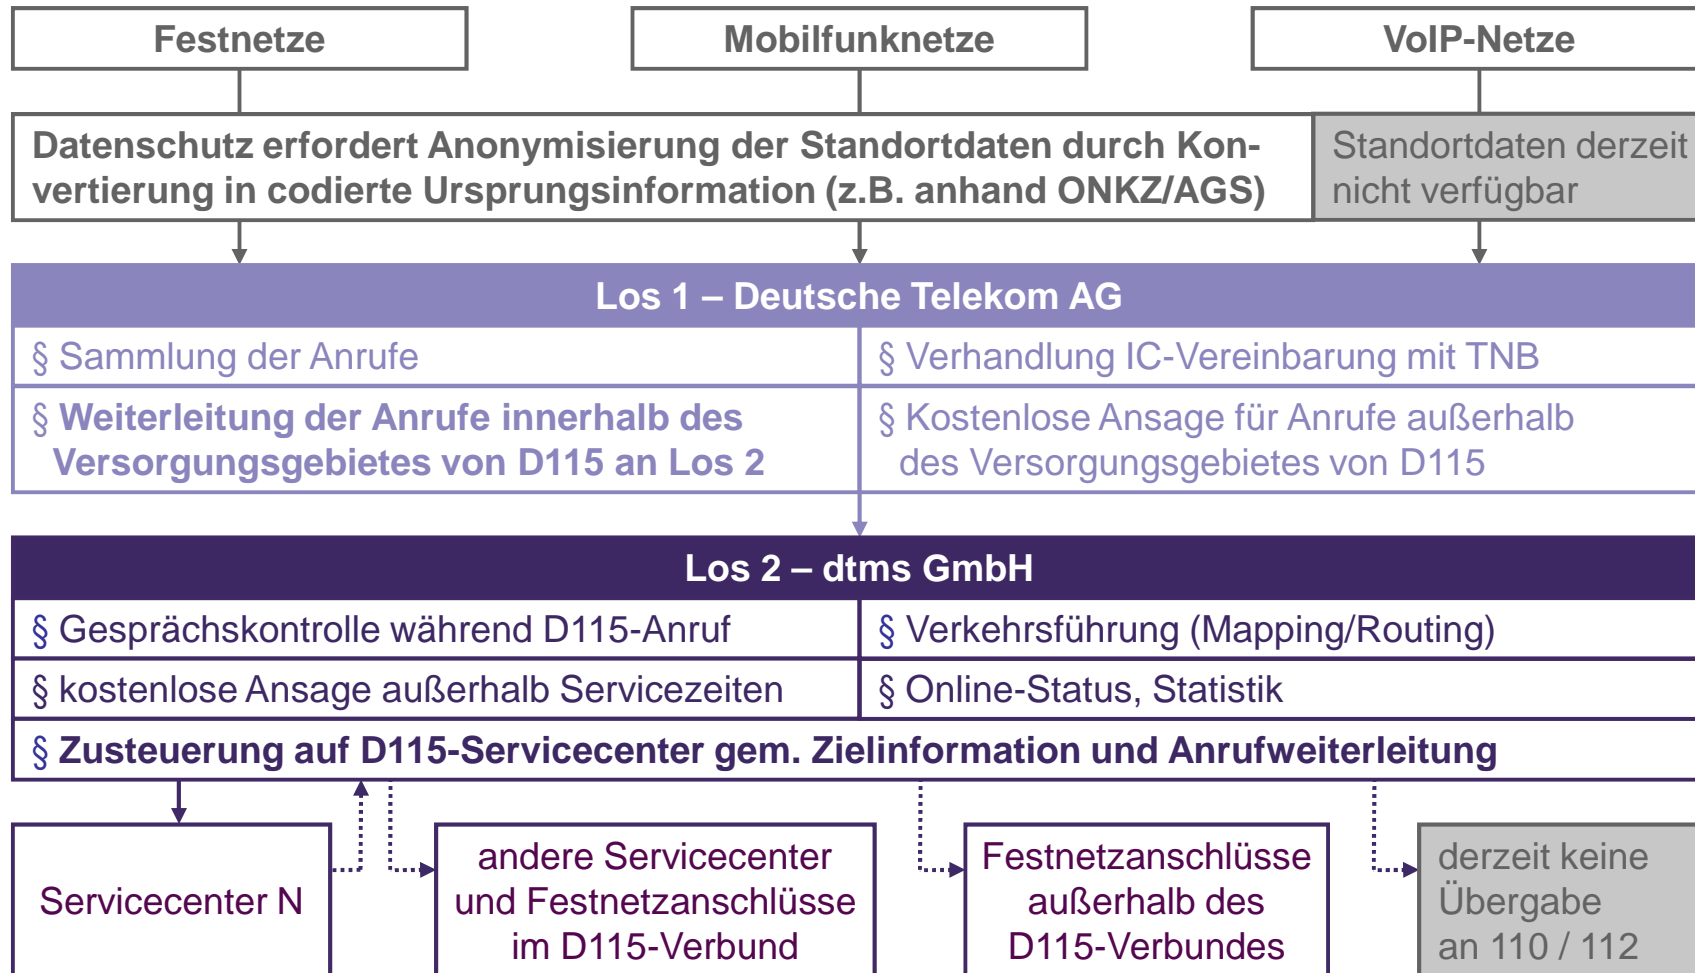 Festnetze
Mobilfunknetze
VoIP-Netze
Datenschutz erfordert Anonymisierung der Standortdaten durch Kon-
vertierung in codierte Ursprungsinformation (z.B. anhand ONKZ/AGS)
Standortdaten derzeit
nicht verfügbar
Los 1 – Deutsche Telekom AG
§ Sammlung der Anrufe
§ Verhandlung IC-Vereinbarung mit TNB
§ Weiterleitung der Anrufe innerhalb des
Versorgungsgebietes von D115 an Los 2
§ Kostenlose Ansage für Anrufe außerhalb
des Versorgungsgebietes von D115
Los 2 – dtms GmbH
§ Gesprächskontrolle während D115-Anruf
§ Verkehrsführung (Mapping/Routing)
§ kostenlose Ansage außerhalb Servicezeiten
§ Online-Status, Statistik
§ Zusteuerung auf D115-Servicecenter gem. Zielinformation und Anrufweiterleitung
Servicecenter N
andere Servicecenter
und Festnetzanschlüsse
im D115-Verbund
Festnetzanschlüsse
außerhalb des
D115-Verbundes
derzeit keine
Übergabe
an 110 / 112